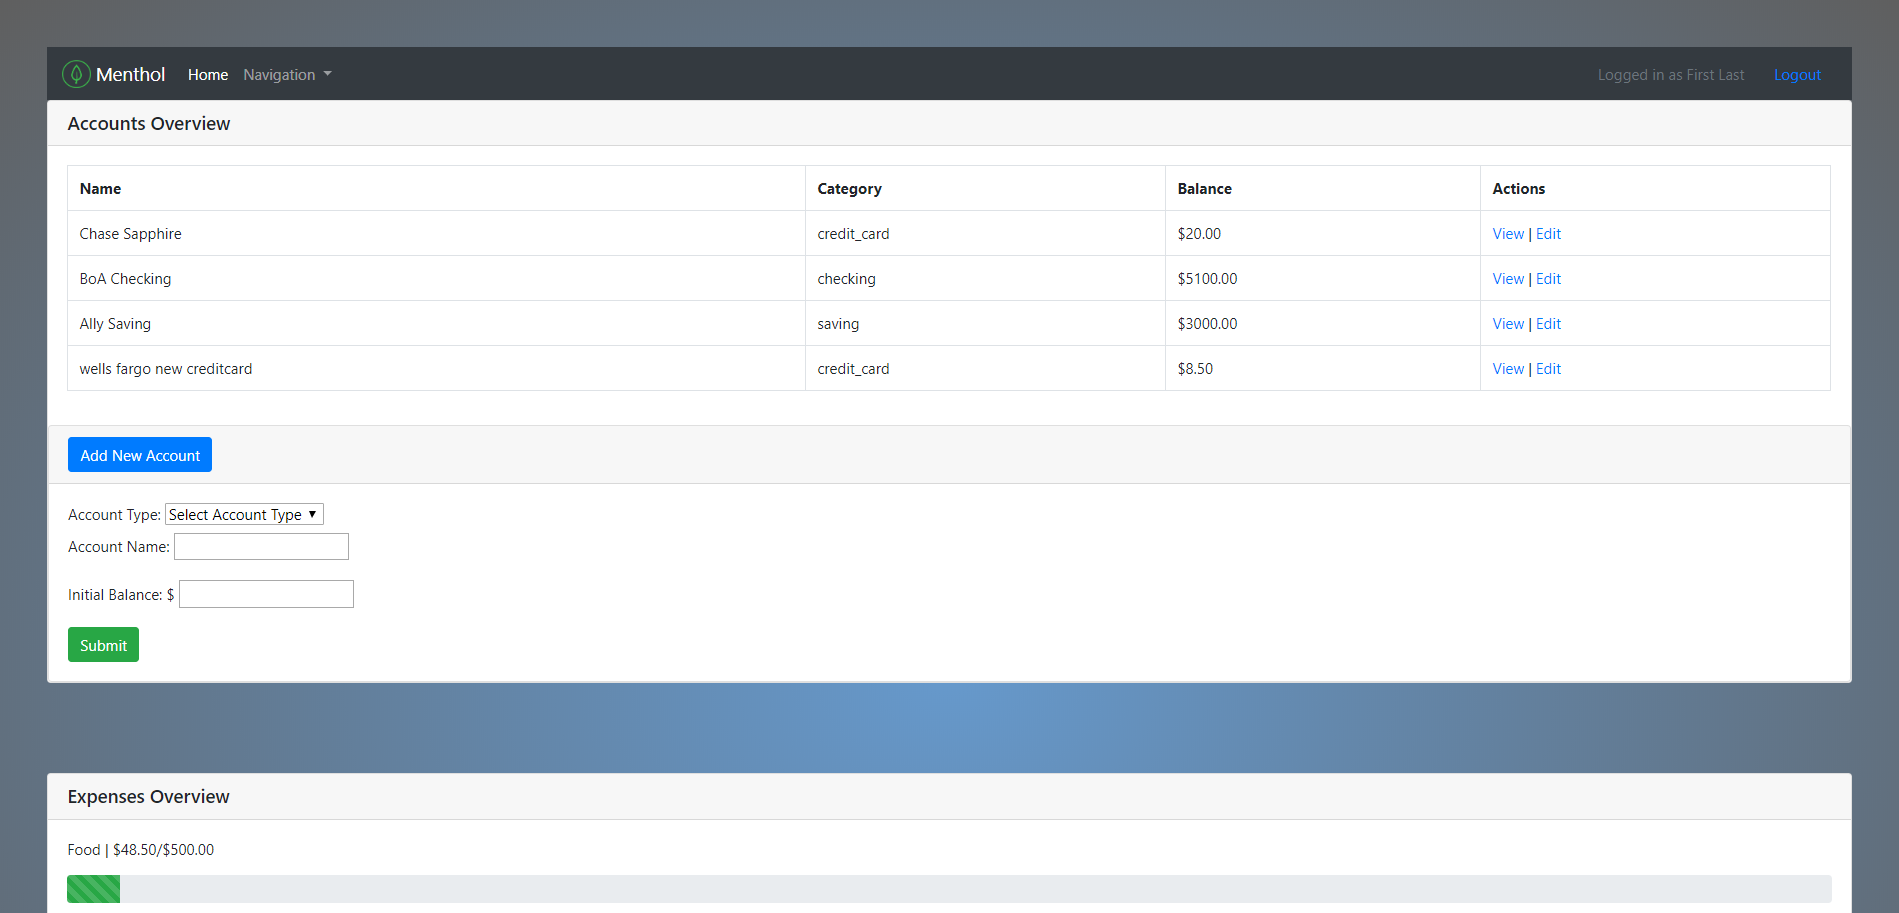 Menthol Home Navigation Logged in as First Last Logout
Accounts Overview
Name Category Balance Actions
Chase Sapphire credit_card $20.00 View | Edit
BoA Checking checking $5100.00 View | Edit
Ally Saving saving $3000.00 View | Edit
wells fargo new creditcard credit_card $8.50 View | Edit
Add New Account
Account Type: Select Account Type
Account Name:
Initial Balance: $
Submit
Expenses Overview
Food | $48.50/$500.00